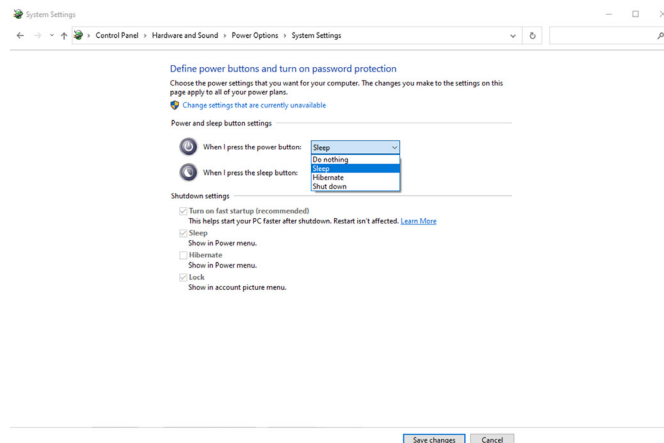 System Settings
Control Panel > Hardware and Sound > Power Options > System Settings
Define power buttons and turn on password protection
Choose the power settings that you want for your computer. The changes you make to the settings on this
page apply to all of your power plans.
Change settings that are currently unavailable
Power and sleep button settings
When I press the power button: Sleep
Do nothing
Sleep
When I press the sleep button: Hibernate
Shut down
Shutdown settings
Turn on fast startup (recommended)
This helps start your PC faster after shutdown. Restart isn't affected. Learn More
Sleep
Show in Power menu.
Hibernate
Show in Power menu.
Lock
Show in account picture menu.
Save changes Cancel